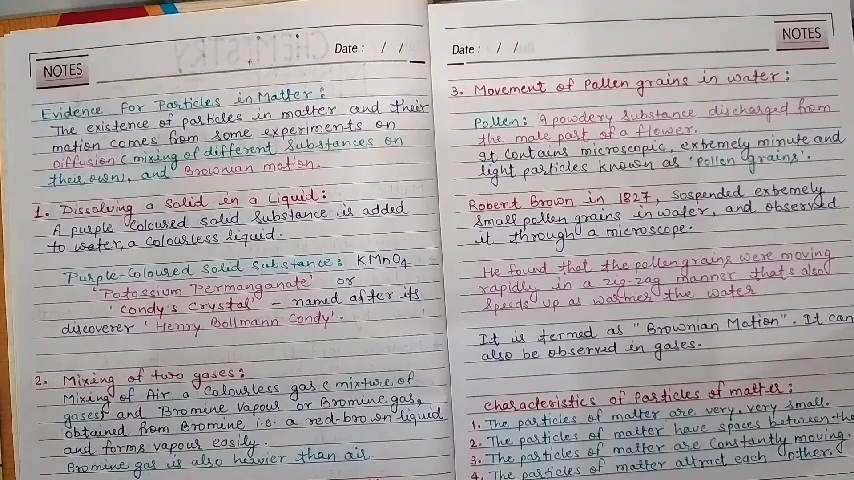 NOTES
Date: / /
Evidence for Particles in Matter:
The existence of particles in matter and their
motion comes from some experiments on
Diffusion (mixing of different Substances on
their own), and Brownian motion.
1. Dissolving a Solid in a Liquid:
A purple coloured solid substance is added
to water, a colourless liquid.
Purple-Coloured Solid Substance: KMnO4
'Potassium Permanganate' or
'Condy's Crystal' - named after its
discoverer 'Henry Bollmann Condy'.
2. Mixing of two gases:
Mixing of Air a Colourless gas (mixture of
gases) and Bromine Vapour or Bromine gas,
obtained from Bromine i.e. a red-brown liquid
and forms vapour easily.
Bromine gas is also heavier than air.
Date: / /
NOTES
3. Movement of Pollen grains in water:
Pollen: A powdery Substance discharged from
the male part of a flower.
It contains microscopic, extremely minute and
light particles known as 'Pollen grains'.
Robert Brown in 1827, Suspended extremely
Small pollen grains in water, and observed
it through a microscope.
He found that the pollen grains were moving
rapidly in a zig-zag manner that's also
Speeds up as warmer the water
It is termed as "Brownian Motion". It can
also be observed in gases.
Characteristics of Particles of matter:
1. The particles of matter are very, very small.
2. The particles of matter have spaces between the
3. The particles of matter are Constantly moving.
4. The particles of matter attract each other.